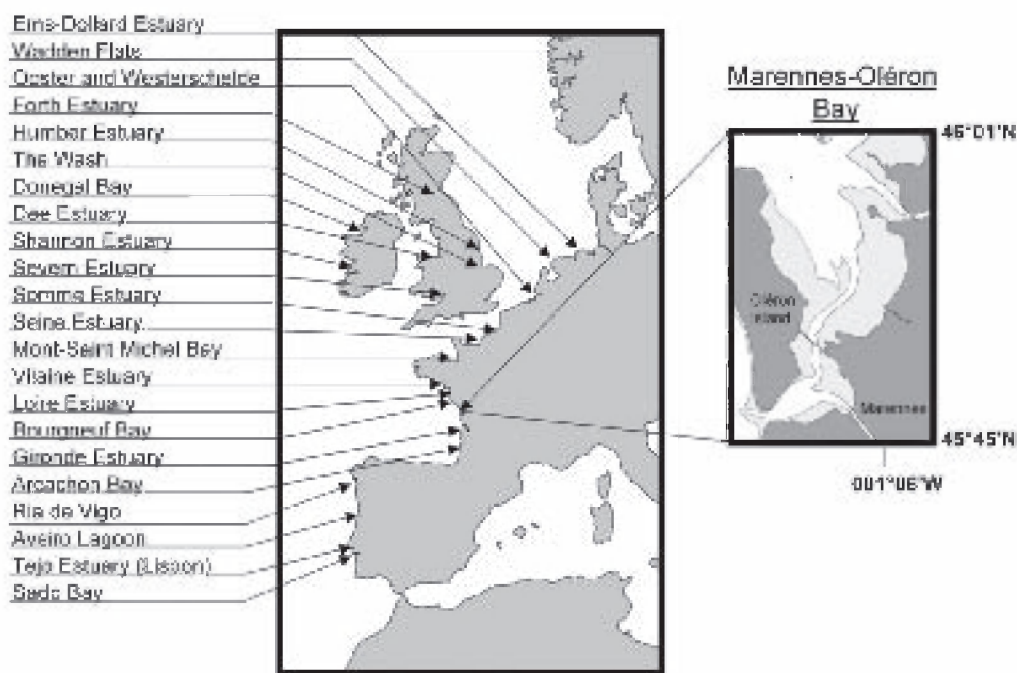 Ems-Dollard Estuary
Wadden Flats
Ooster and Westerschelde
Forth Estuary
Humber Estuary
The Wash
Donegal Bay
Dee Estuary
Shannon Estuary
Severn Estuary
Somme Estuary
Seine Estuary
Mont-Saint Michel Bay
Vilaine Estuary
Loire Estuary
Bourgneuf Bay
Gironde Estuary
Arcachon Bay
Ria de Vigo
Aveiro Lagoon
Tejo Estuary (Lisbon)
Sado Bay
Marennes-Oléron
Bay
46°01'N
Oléron
Island
Marennes
45°45'N
001°06'W